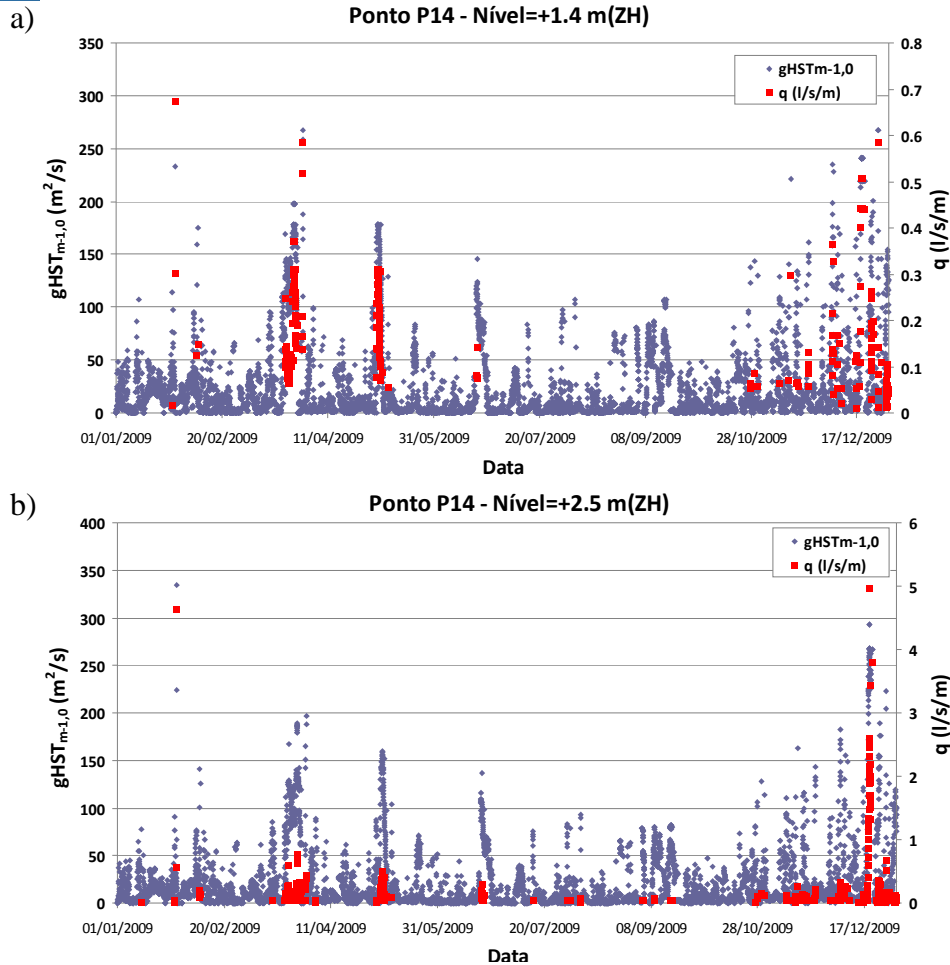 a)
Ponto P14 - Nível=+1.4 m(ZH)
350
300
250
200
150
100
50
0
gHSTm-1,0 (m²/s)
0.8
0.7
0.6
0.5
0.4
0.3
0.2
0.1
0
q (l/s/m)
gHSTm-1,0
q (l/s/m)
01/01/2009 20/02/2009 11/04/2009 31/05/2009 20/07/2009 08/09/2009 28/10/2009 17/12/2009
Data
b)
Ponto P14 - Nível=+2.5 m(ZH)
400
350
300
250
200
150
100
50
0
gHSTm-1,0 (m²/s)
6
5
4
3
2
1
0
q (l/s/m)
gHSTm-1,0
q (l/s/m)
01/01/2009 20/02/2009 11/04/2009 31/05/2009 20/07/2009 08/09/2009 28/10/2009 17/12/2009
Data